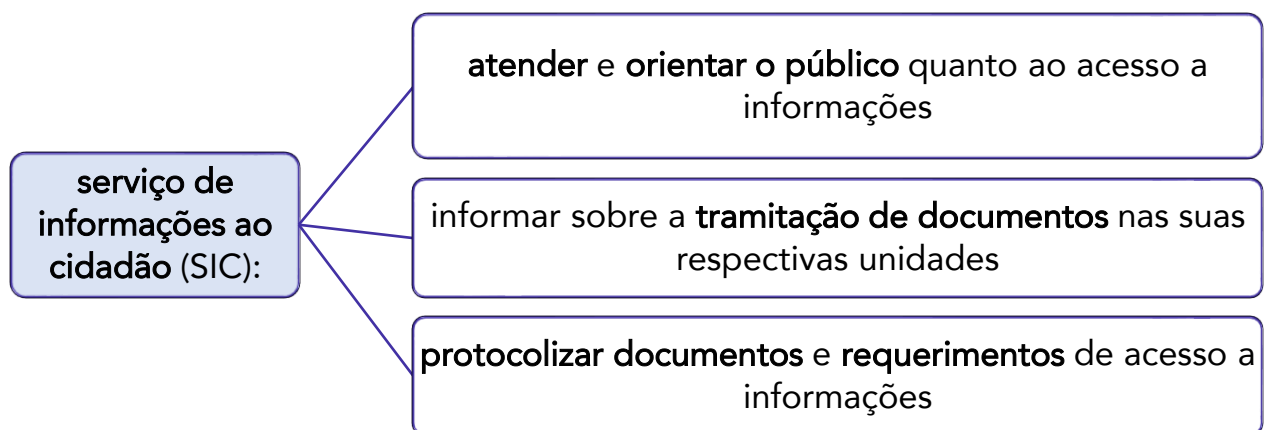 serviço de
informações ao
cidadão (SIC):
atender e orientar o público quanto ao acesso a
informações
informar sobre a tramitação de documentos nas suas
respectivas unidades
protocolizar documentos e requerimentos de acesso a
informações